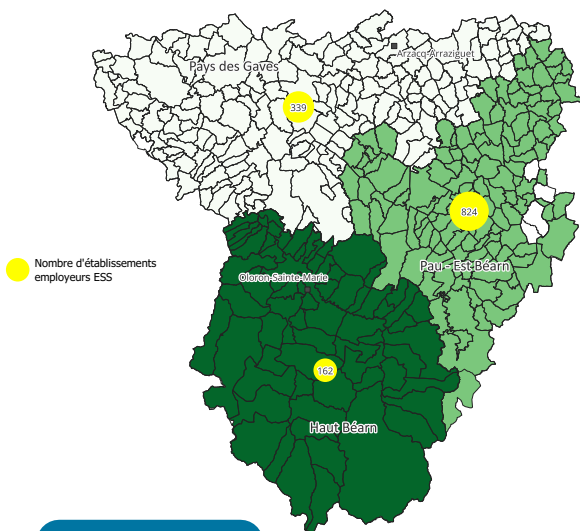 Arzacq-Arraziguet
Pays des Gaves
339
824
Nombre d'établissements
employeurs ESS
Pau - Est Béarn
Oloron-Sainte-Marie
162
Haut Béarn